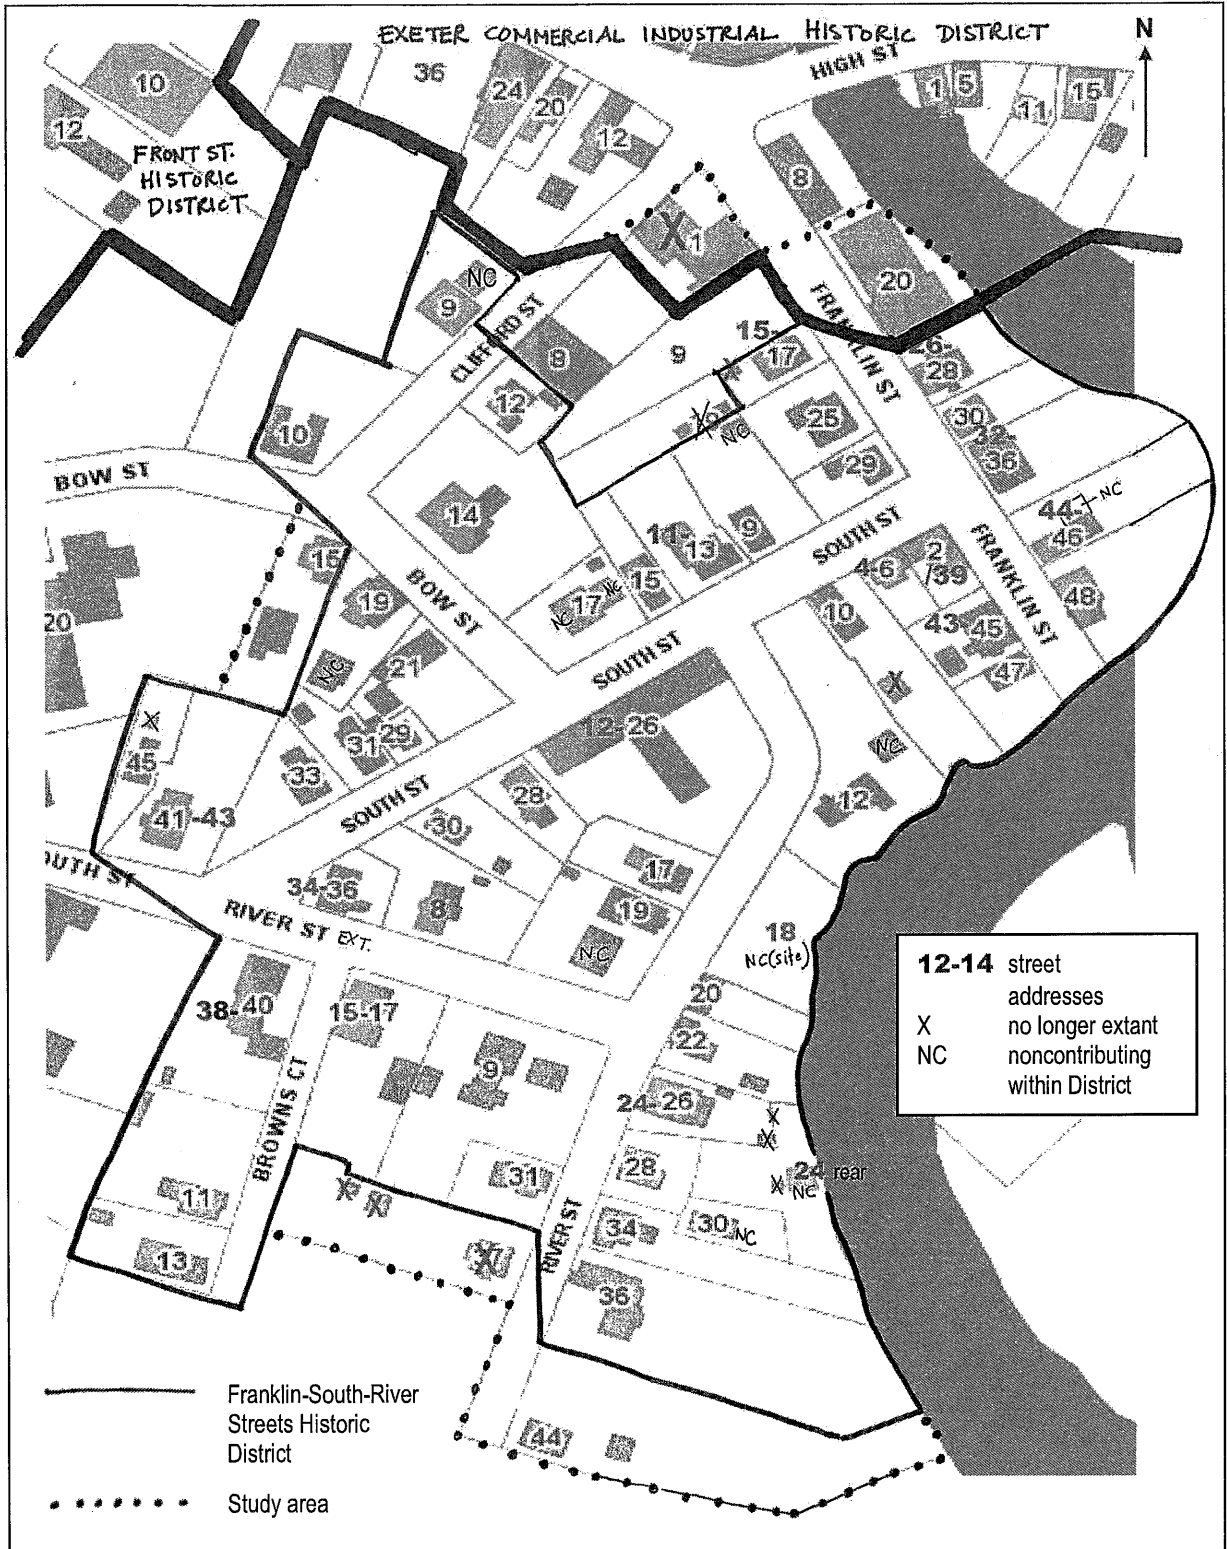 EXETER COMMERCIAL INDUSTRIAL HISTORIC DISTRICT
N
HIGH ST
36
10
24
20
12
1
5
11
15
12
FRONT ST.
HISTORIC
DISTRICT
8
X 1
20
NC
9
CLIFFORD ST
FRANKLIN ST
15-
17
X
9
8
28
12
X
NC
25
30
32-
36
10
29
BOW ST
14
44-
NC
46
SOUTH ST
11-
13
9
15
15
4-6
2
/39
FRANKLIN ST
BOW ST
NC
17
NC
19
10
48
43-
45
20
NC
21
SOUTH ST
47
X
12-26
X
31
29
NC
45
33
SOUTH ST
28
12
41-43
30
17
OUTH ST
34-36
8
19
RIVER ST EXT.
NC
18
NC(site)
12-14 street
addresses
X no longer extant
NC noncontributing
within District
38-40
15-17
20
22
9
24-26
X
X
BROWNS CT
31
28
X
NC
24 rear
11
X
X
34
30
NC
RIVER ST
13
X
36
Franklin-South-River
Streets Historic
District
44
Study area